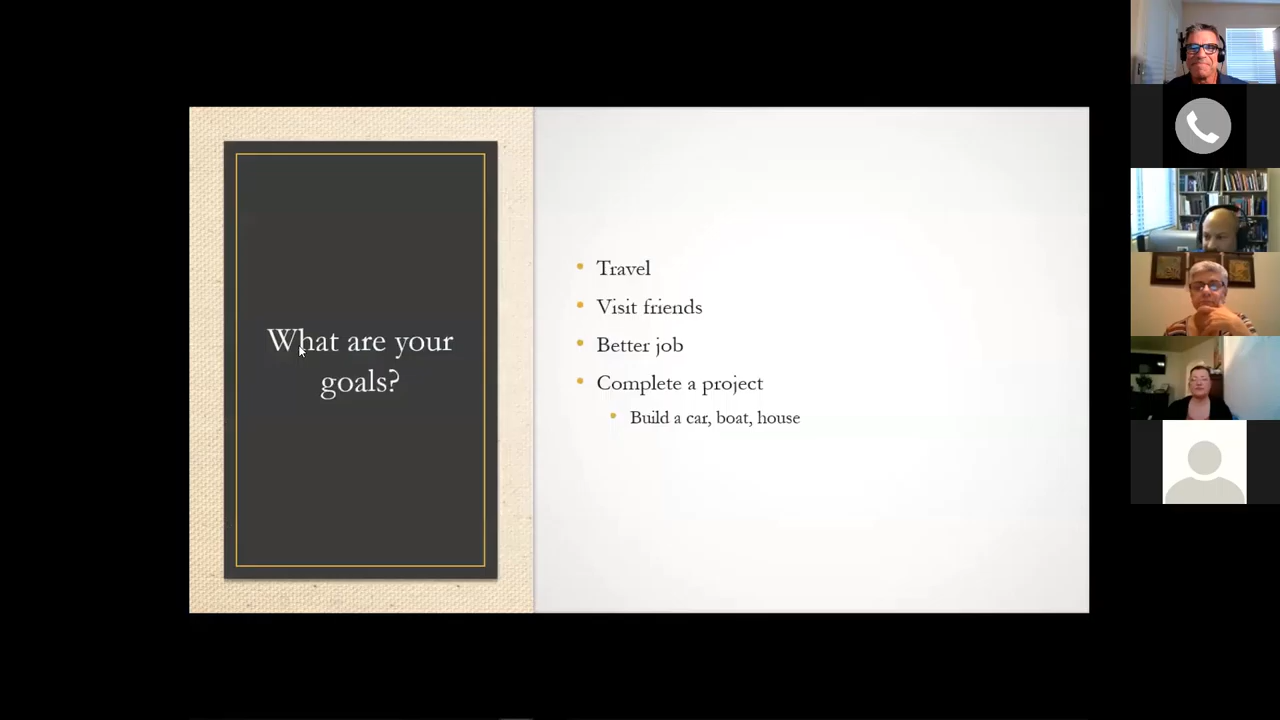 What are your
goals?
Travel
Visit friends
Better job
Complete a project
Build a car, boat, house